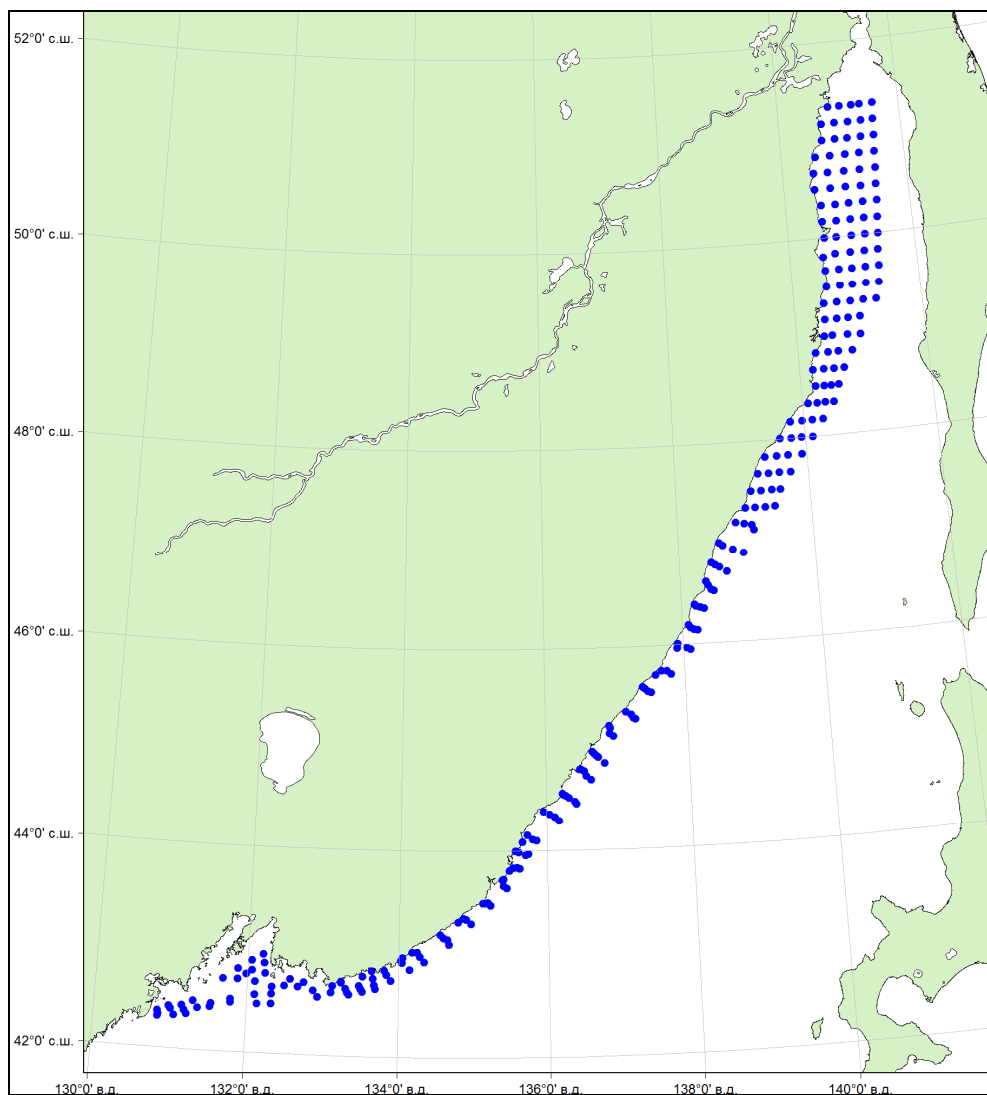 52°0' с.ш.
50°0' с.ш.
48°0' с.ш.
46°0' с.ш.
44°0' с.ш.
42°0' с.ш.
130°0' в.д. 132°0' в.д. 134°0' в.д. 136°0' в.д. 138°0' в.д. 140°0' в.д.